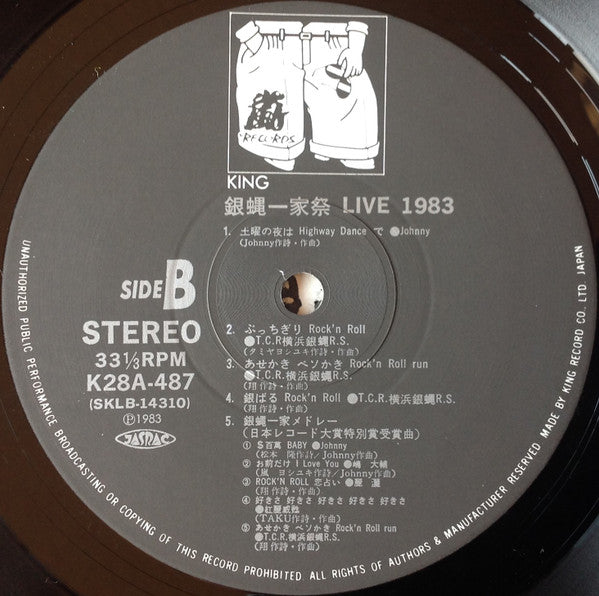 嵐
RECORDS
KING
銀蝿一家祭 LIVE 1983
1. 土曜の夜は Highway Dance で ●Johnny
(Johnny作詩・作曲)
SIDE B
STEREO
33⅓RPM
K28A-487
(SKLB-14310)
Ⓟ1983
JASRAC
2. ぶっちぎり Rock'n Roll
●T.C.R.横浜銀蝿R.S.
(タミヤヨシユキ作詩・作曲)
3. あせかき ベソかき Rock'n Roll run
●T.C.R.横浜銀蝿R.S.
(翔作詩・作曲)
4. 銀ばる Rock'n Roll ●T.C.R.横浜銀蝿R.S.
(翔作詩・作曲)
5. 銀蝿一家メドレー
(日本レコード大賞特別賞受賞曲)
① $百萬 BABY ●Johnny
(松本 隆作詩/Johnny作曲)
② お前だけ I Love You ●嶋 大輔
(嵐 ヨシユキ作詩/Johnny作曲)
③ ROCK'N ROLL 恋占い ●
(翔作詩・作曲)
④ 好きさ 好きさ 好きさ 好きさ 好きさ
●紅麗威甦
(TAKU作詩・作曲)
⑤ あせかき ベソかき Rock'n Roll run
●T.C.R.横浜銀蝿R.S.
(翔作詩・作曲)
UNAUTHORIZED PUBLIC PERFORMANCE BROADCASTING OR COPYING OF THIS RECORD PROHIBITED ALL RIGHTS OF AUTHORS & MANUFACTURER RESERVED. MADE BY KING RECORD CO., LTD. JAPAN